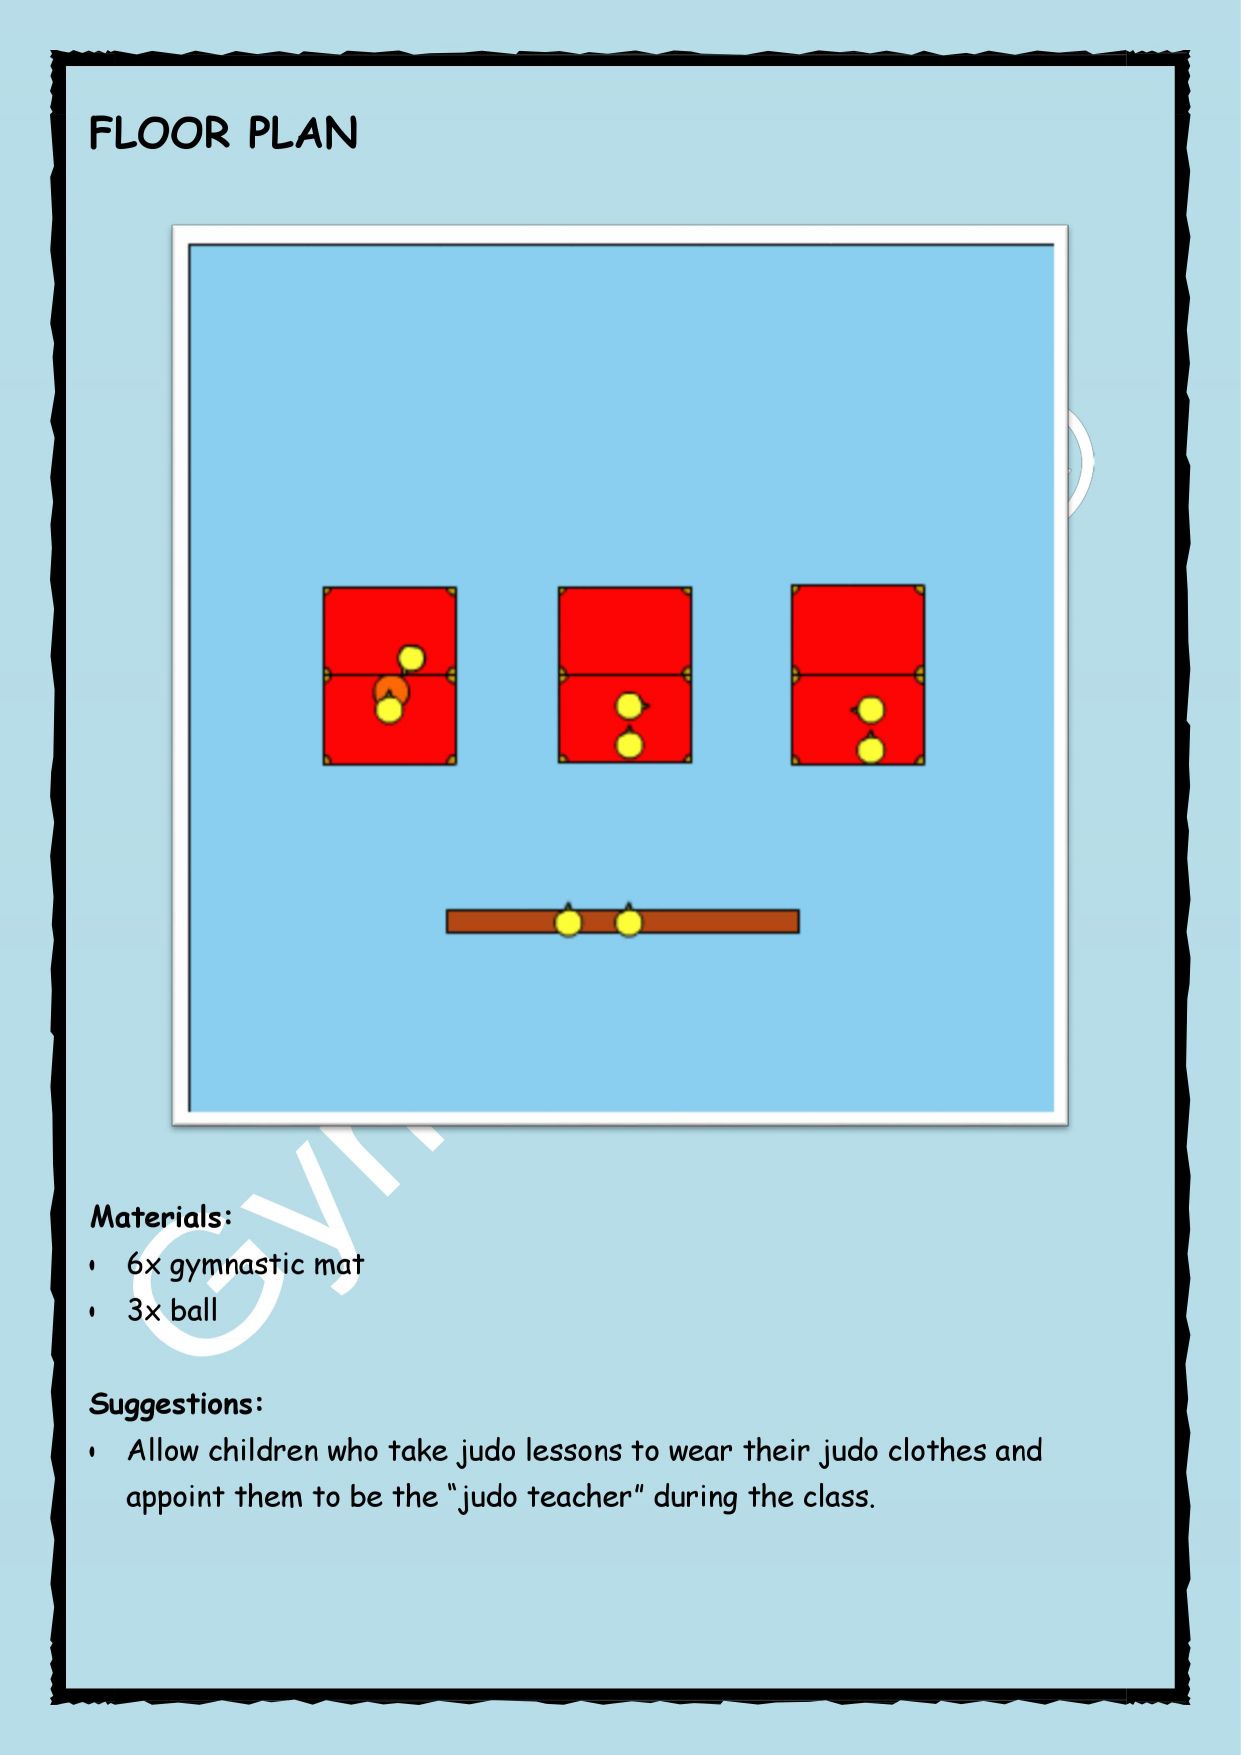 FLOOR PLAN
Materials:
• 6x gymnastic mat
• 3x ball
Suggestions:
• Allow children who take judo lessons to wear their judo clothes and
appoint them to be the “judo teacher” during the class.